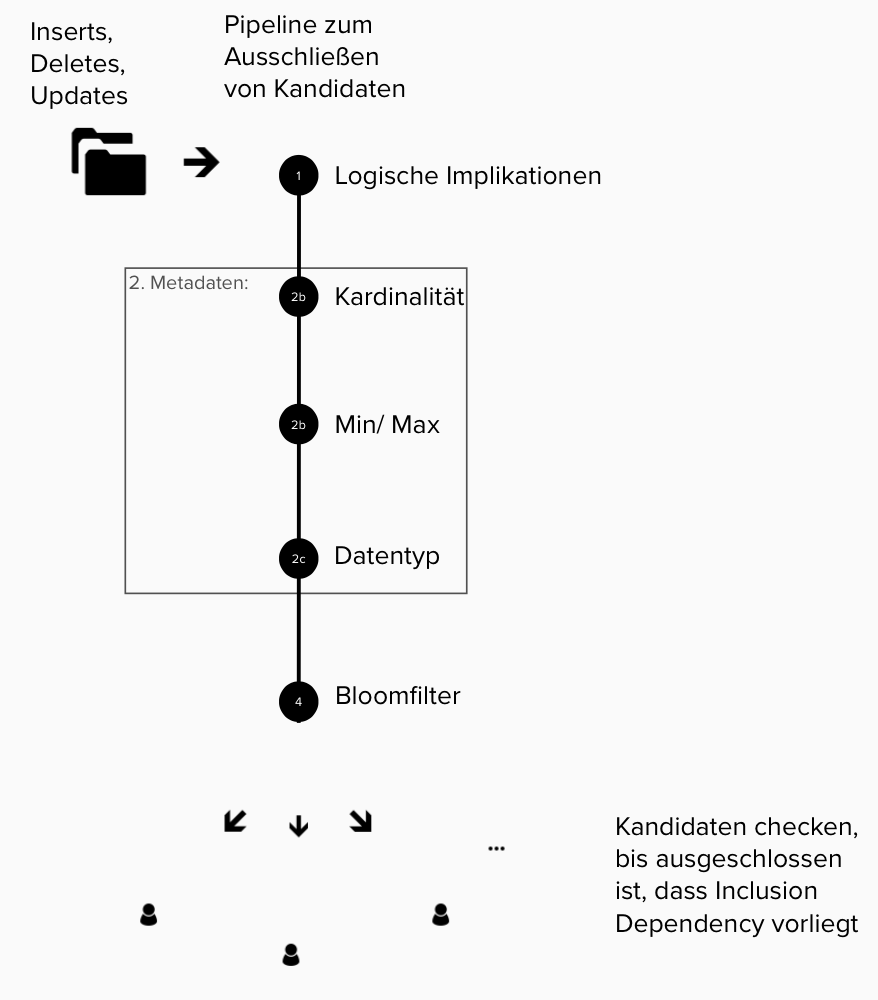 Inserts,
Deletes,
Updates
Pipeline zum
Ausschließen
von Kandidaten
1
Logische Implikationen
2. Metadaten:
2b
Kardinalität
2b
Min/ Max
2c
Datentyp
4
Bloomfilter
...
Kandidaten checken,
bis ausgeschlossen
ist, dass Inclusion
Dependency vorliegt